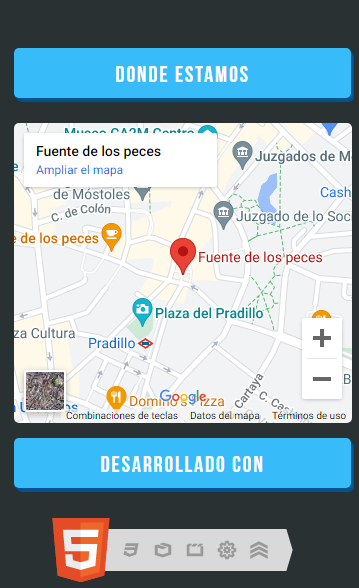 DONDE ESTAMOS
Museo CA2M Centro
Fuente de los peces
Ampliar el mapa
Juzgados de M
de Móstoles
Cash
C. de Colón
Juzgado de lo Soc
e de los peces
Fuente de los peces
Plaza del Pradillo
za Cultura
Pradillo
Cartaya
Domino's Pizza
Google
C. Cas
Combinaciones de teclas
Datos del mapa
Términos de uso
DESARROLLADO CON
5